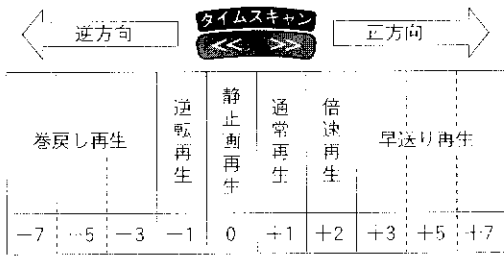 タイムスキャン
逆方向 << >> 正方向
巻戻し再生 逆転再生 静止画再生 通常再生 倍速再生 早送り再生
−7 −5 −3 −1 0 +1 +2 +3 +5 +7